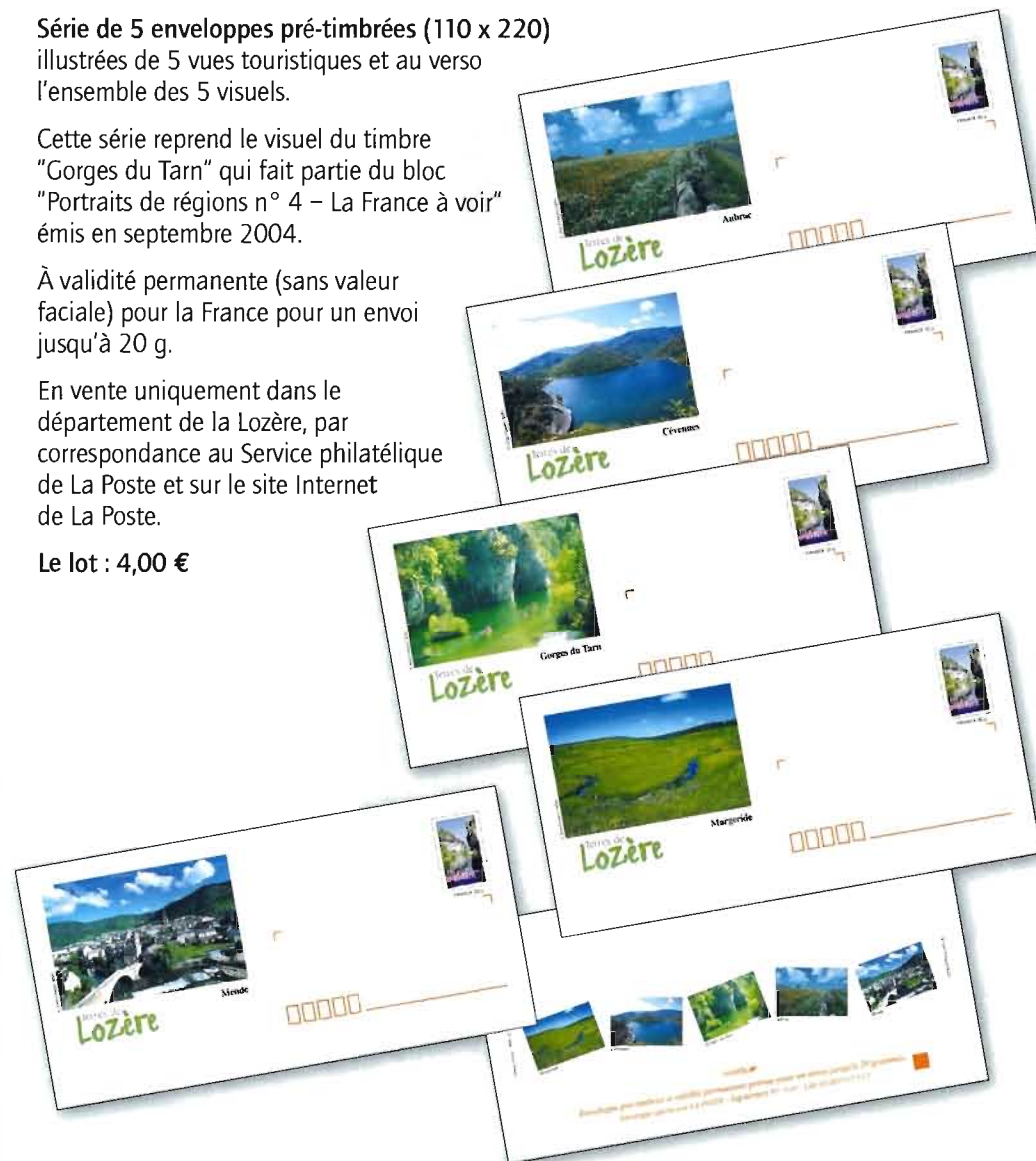 Série de 5 enveloppes pré-timbrées (110 x 220)
illustrées de 5 vues touristiques et au verso
l'ensemble des 5 visuels.
Cette série reprend le visuel du timbre
"Gorges du Tarn" qui fait partie du bloc
"Portraits de régions n° 4 – La France à voir"
émis en septembre 2004.
À validité permanente (sans valeur
faciale) pour la France pour un envoi
jusqu'à 20 g.
En vente uniquement dans le
département de la Lozère, par
correspondance au Service philatélique
de La Poste et sur le site Internet
de La Poste.
Le lot : 4,00 €
Aubrac
Terres de
Lozère
Cévennes
Terres de
Lozère
Gorges du Tarn
Terres de
Lozère
Margeride
Terres de
Lozère
Mende
Terres de
Lozère